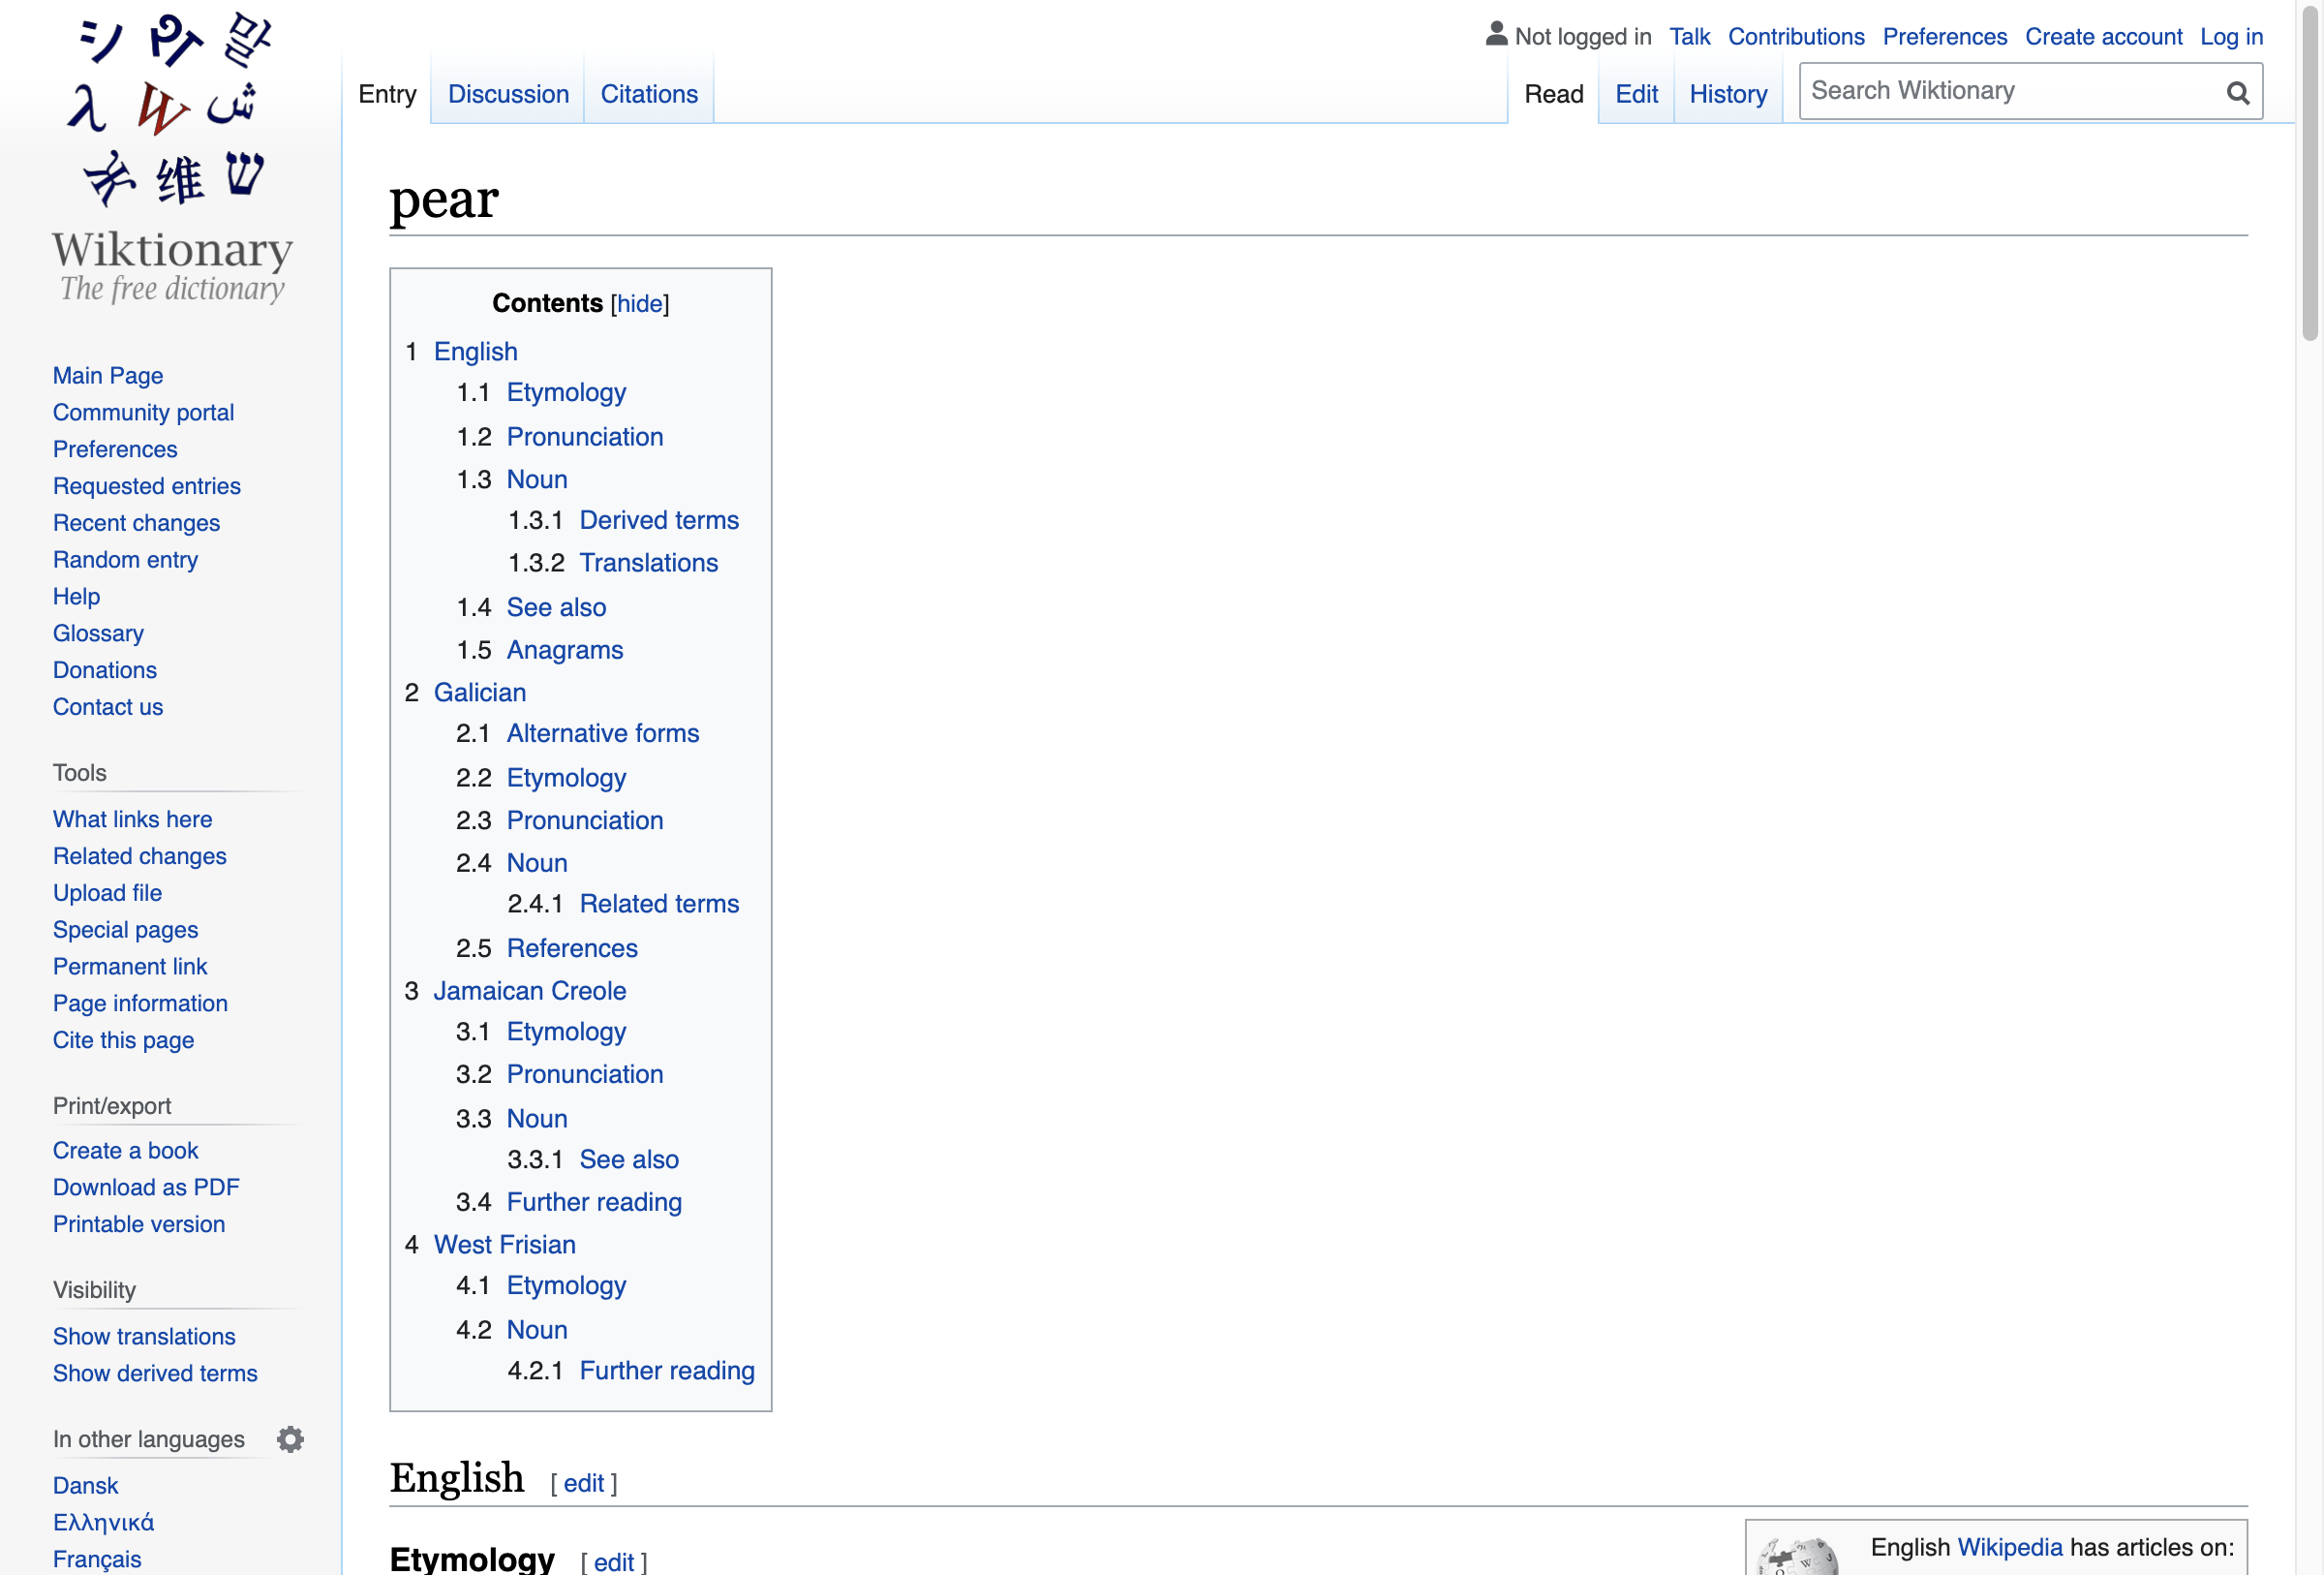 シ や 말
λ W ش
维 ש
Wiktionary
The free dictionary
Not logged in Talk Contributions Preferences Create account Log in
Entry Discussion Citations Read Edit History Search Wiktionary
Main Page
Community portal
Preferences
Requested entries
Recent changes
Random entry
Help
Glossary
Donations
Contact us
Tools
What links here
Related changes
Upload file
Special pages
Permanent link
Page information
Cite this page
Print/export
Create a book
Download as PDF
Printable version
Visibility
Show translations
Show derived terms
In other languages
Dansk
Ελληνικά
Français
pear
Contents [hide]
1 English
1.1 Etymology
1.2 Pronunciation
1.3 Noun
1.3.1 Derived terms
1.3.2 Translations
1.4 See also
1.5 Anagrams
2 Galician
2.1 Alternative forms
2.2 Etymology
2.3 Pronunciation
2.4 Noun
2.4.1 Related terms
2.5 References
3 Jamaican Creole
3.1 Etymology
3.2 Pronunciation
3.3 Noun
3.3.1 See also
3.4 Further reading
4 West Frisian
4.1 Etymology
4.2 Noun
4.2.1 Further reading
English [ edit ]
Etymology [ edit ]
English Wikipedia has articles on: